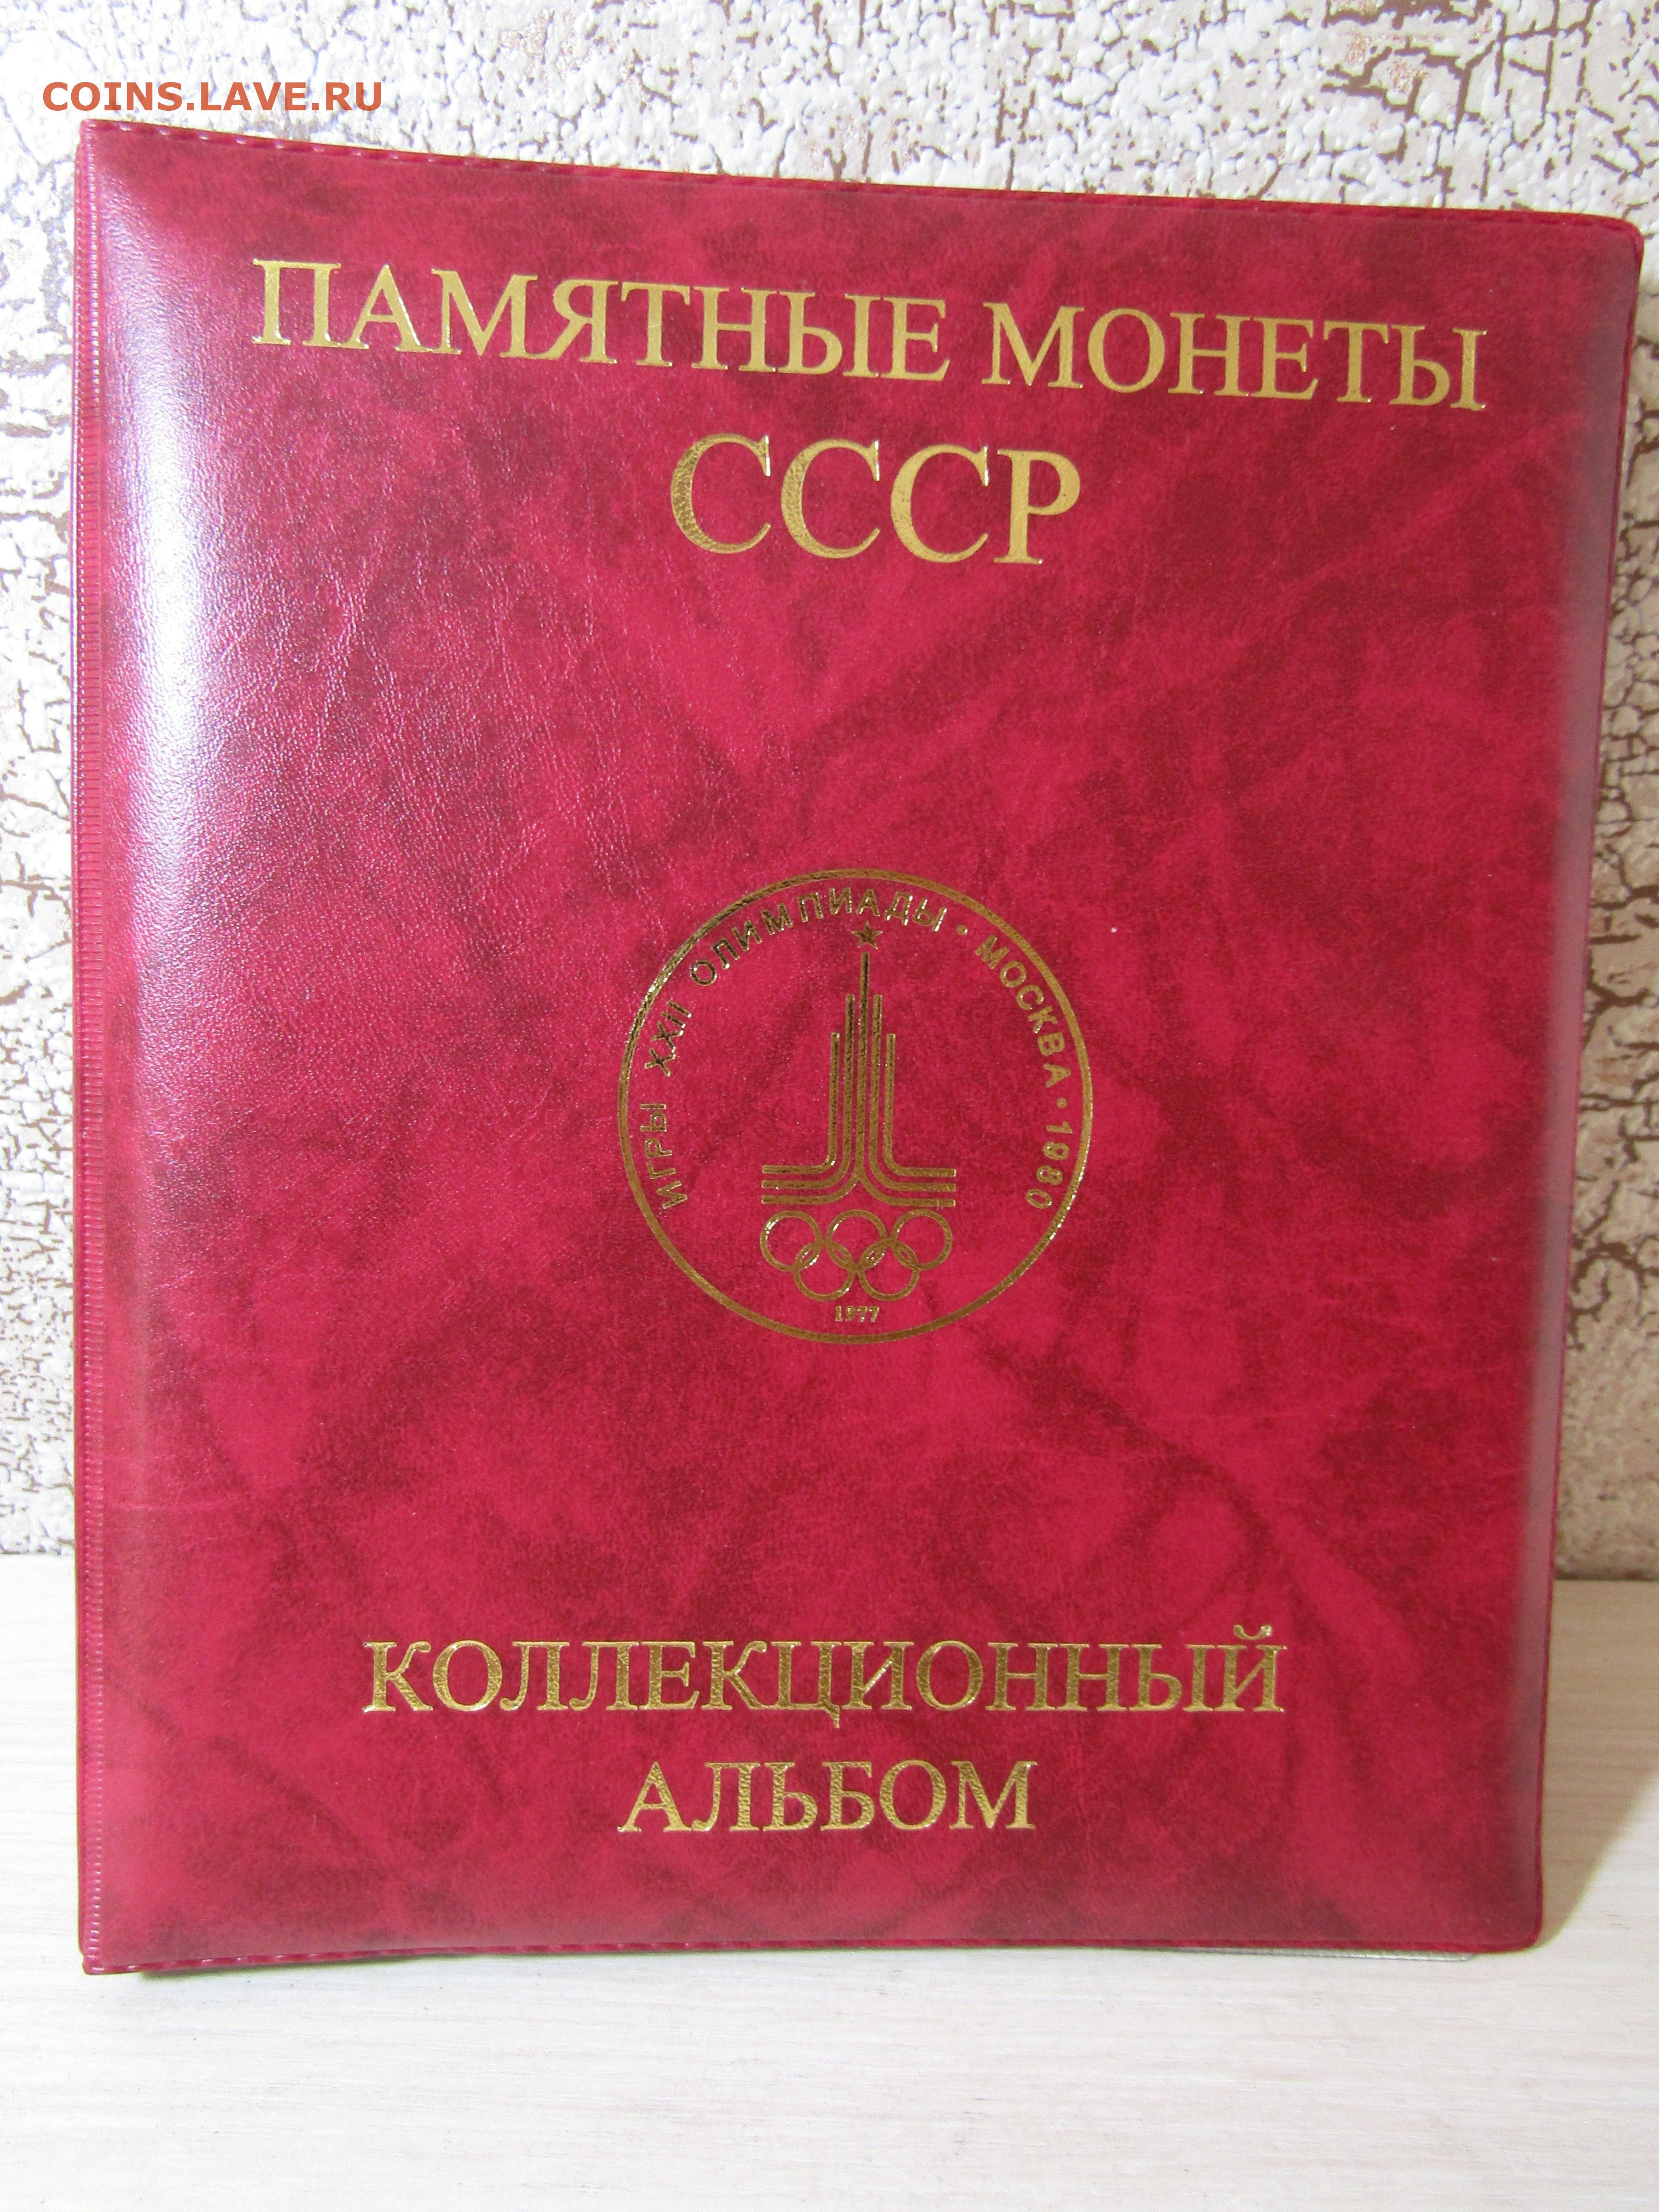 COINS.LAVE.RU
ПАМЯТНЫЕ МОНЕТЫ
СССР
ИГРЫ XXII ОЛИМПИАДЫ • МОСКВА • 1980
1977
КОЛЛЕКЦИОННЫЙ
АЛЬБОМ